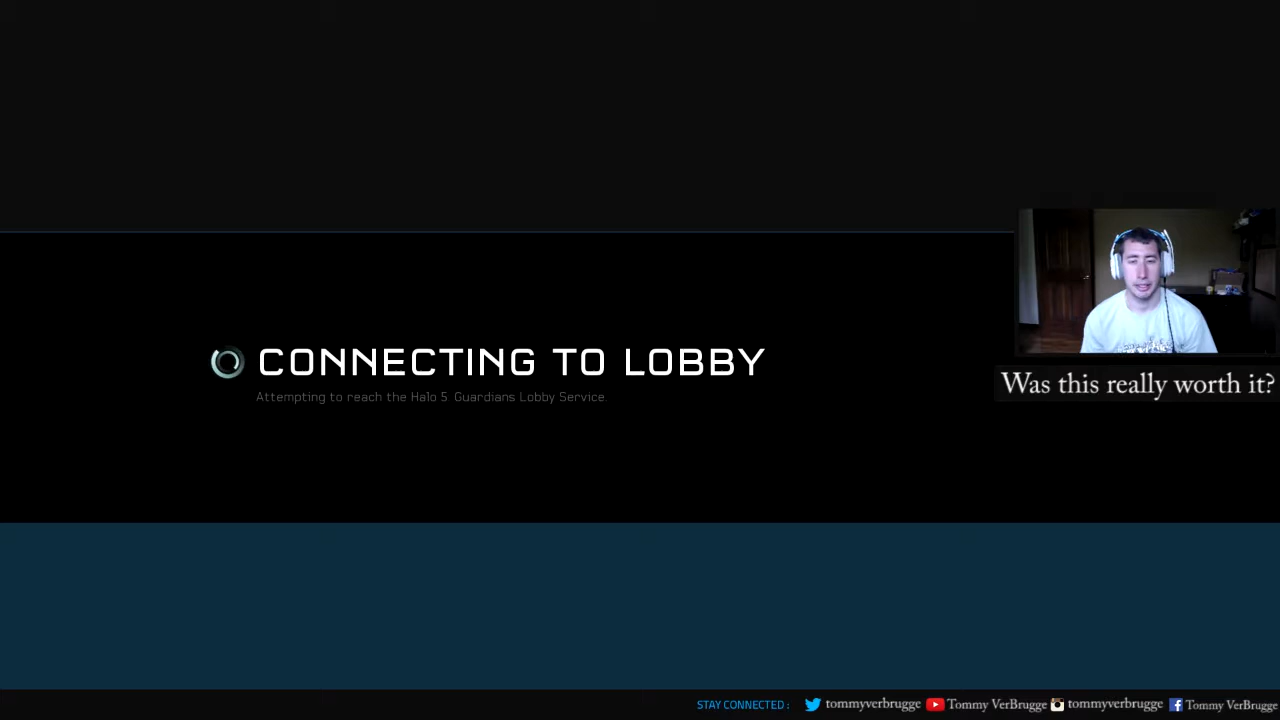 CONNECTING TO LOBBY
Attempting to reach the Halo 5: Guardians Lobby Service.
Was this really worth it?
STAY CONNECTED : tommyverbrugge Tommy VerBrugge tommyverbrugge Tommy VerBrugge